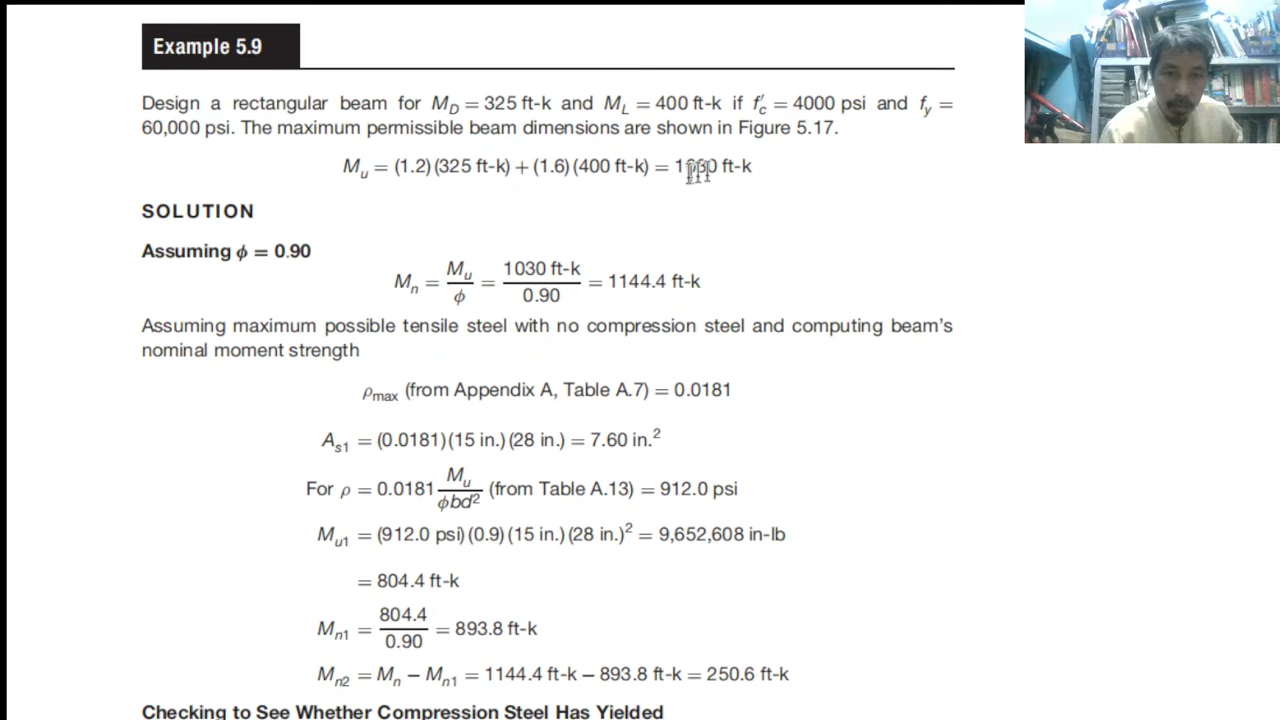 Example 5.9
Design a rectangular beam for M_D = 325 ft-k and M_L = 400 ft-k if f′_c = 4000 psi and f_y =
60,000 psi. The maximum permissible beam dimensions are shown in Figure 5.17.
M_u = (1.2)(325 ft-k) + (1.6)(400 ft-k) = 1030 ft-k
SOLUTION
Assuming ϕ = 0.90
M_n = M_u/ϕ = 1030 ft-k/0.90 = 1144.4 ft-k
Assuming maximum possible tensile steel with no compression steel and computing beam's
nominal moment strength
ρ_max (from Appendix A, Table A.7) = 0.0181
A_s1 = (0.0181)(15 in.)(28 in.) = 7.60 in.²
For ρ = 0.0181 M_u/ϕbd² (from Table A.13) = 912.0 psi
M_u1 = (912.0 psi)(0.9)(15 in.)(28 in.)² = 9,652,608 in-lb
= 804.4 ft-k
M_n1 = 804.4/0.90 = 893.8 ft-k
M_n2 = M_n − M_n1 = 1144.4 ft-k − 893.8 ft-k = 250.6 ft-k
Checking to See Whether Compression Steel Has Yielded